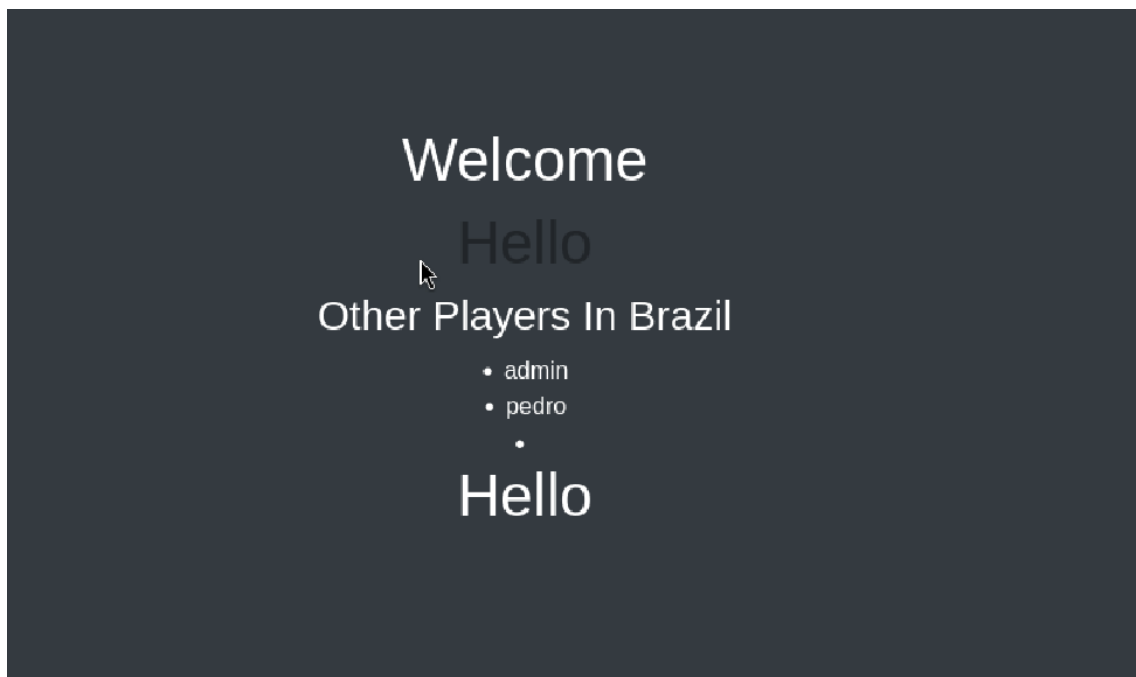 Welcome
Hello
Other Players In Brazil
• admin
• pedro
•
Hello